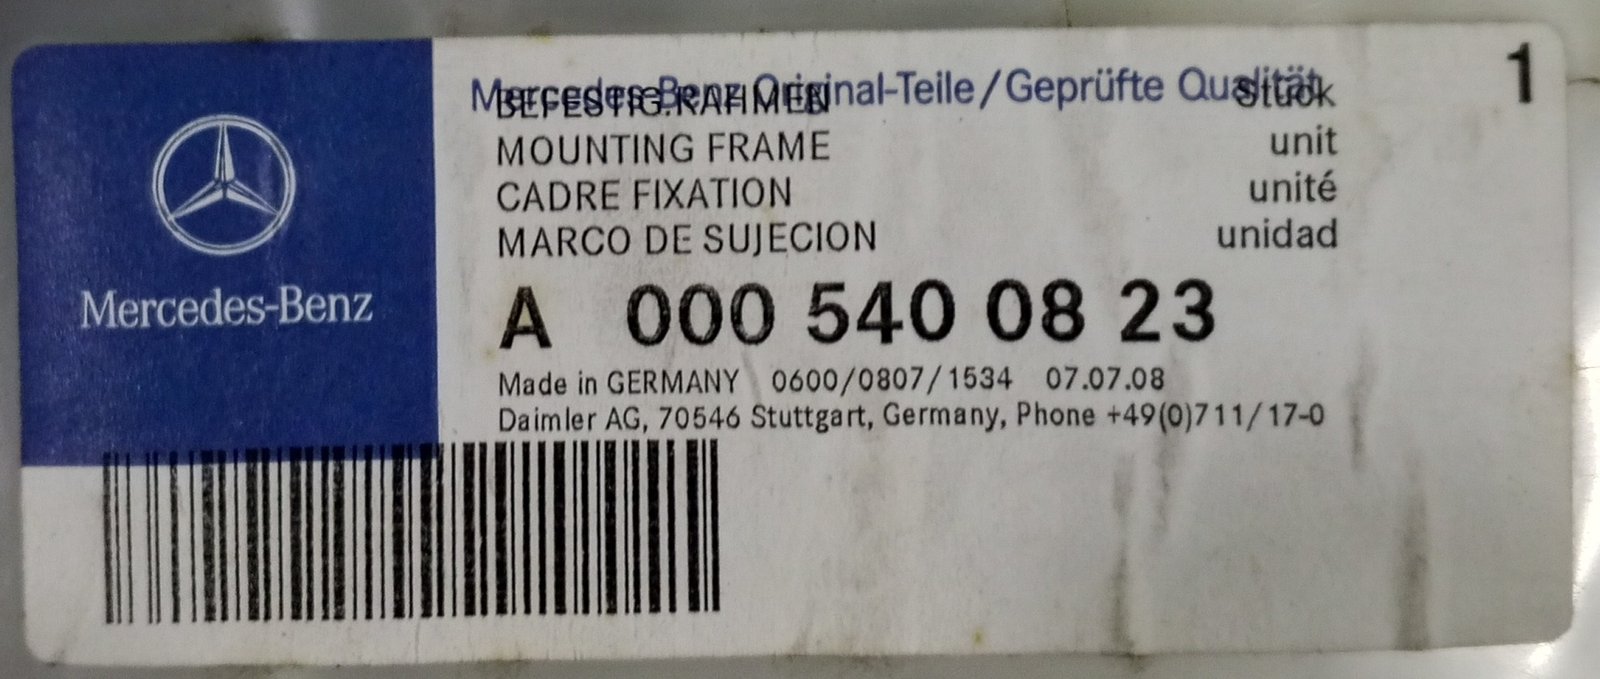 Mercedes-Benz
Mercedes-Benz Original-Teile/Geprüfte Qualität
BEFESTIG.RAHMEN Stück 1
MOUNTING FRAME unit
CADRE FIXATION unité
MARCO DE SUJECION unidad
A 000 540 08 23
Made in GERMANY 0600/0807/1534 07.07.08
Daimler AG, 70546 Stuttgart, Germany, Phone +49(0)711/17-0